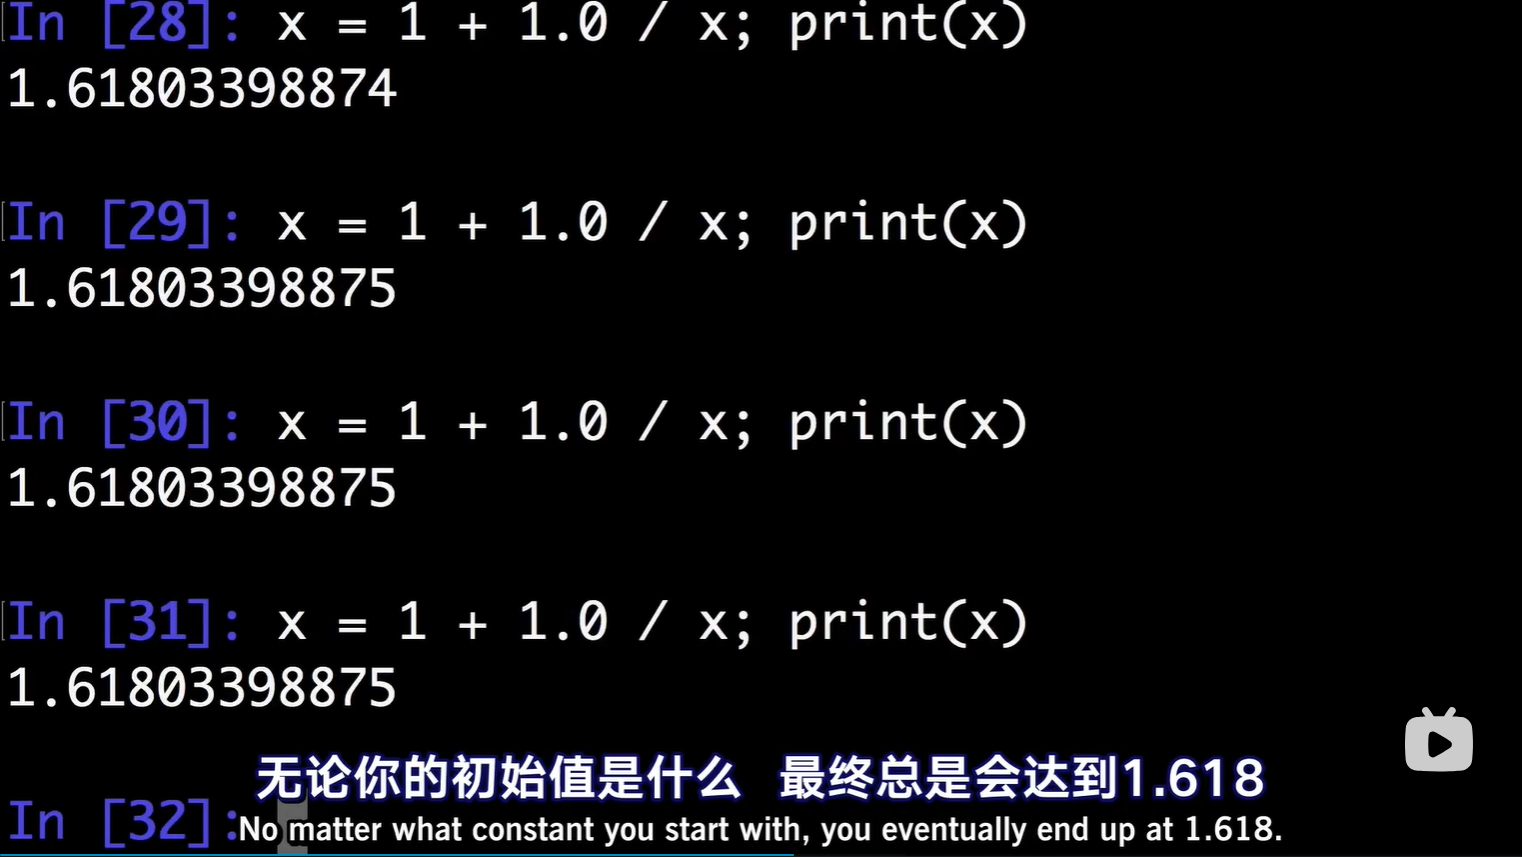 In [28]: x = 1 + 1.0 / x; print(x)
1.61803398874
In [29]: x = 1 + 1.0 / x; print(x)
1.61803398875
In [30]: x = 1 + 1.0 / x; print(x)
1.61803398875
In [31]: x = 1 + 1.0 / x; print(x)
1.61803398875
无论你的初始值是什么 最终总是会达到1.618
In [32]:
No matter what constant you start with, you eventually end up at 1.618.